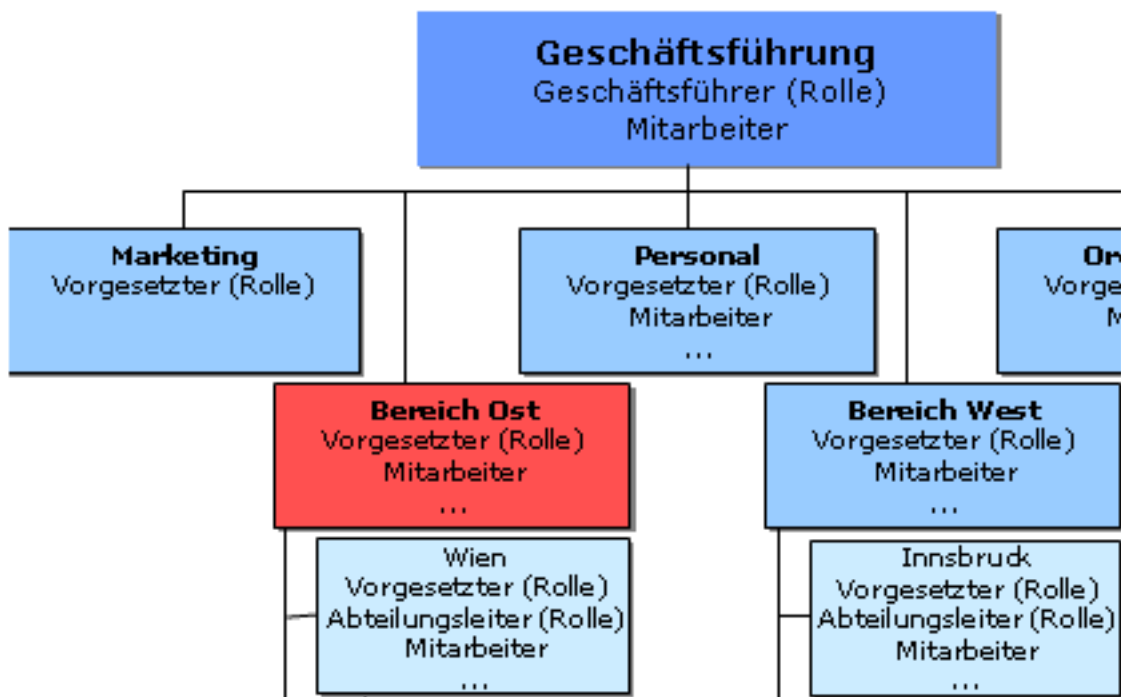 Geschäftsführung
Geschäftsführer (Rolle)
Mitarbeiter
Marketing
Vorgesetzter (Rolle)
Personal
Vorgesetzter (Rolle)
Mitarbeiter
...
Bereich Ost
Vorgesetzter (Rolle)
Mitarbeiter
...
Bereich West
Vorgesetzter (Rolle)
Mitarbeiter
...
Wien
Vorgesetzter (Rolle)
Abteilungsleiter (Rolle)
Mitarbeiter
...
Innsbruck
Vorgesetzter (Rolle)
Abteilungsleiter (Rolle)
Mitarbeiter
...